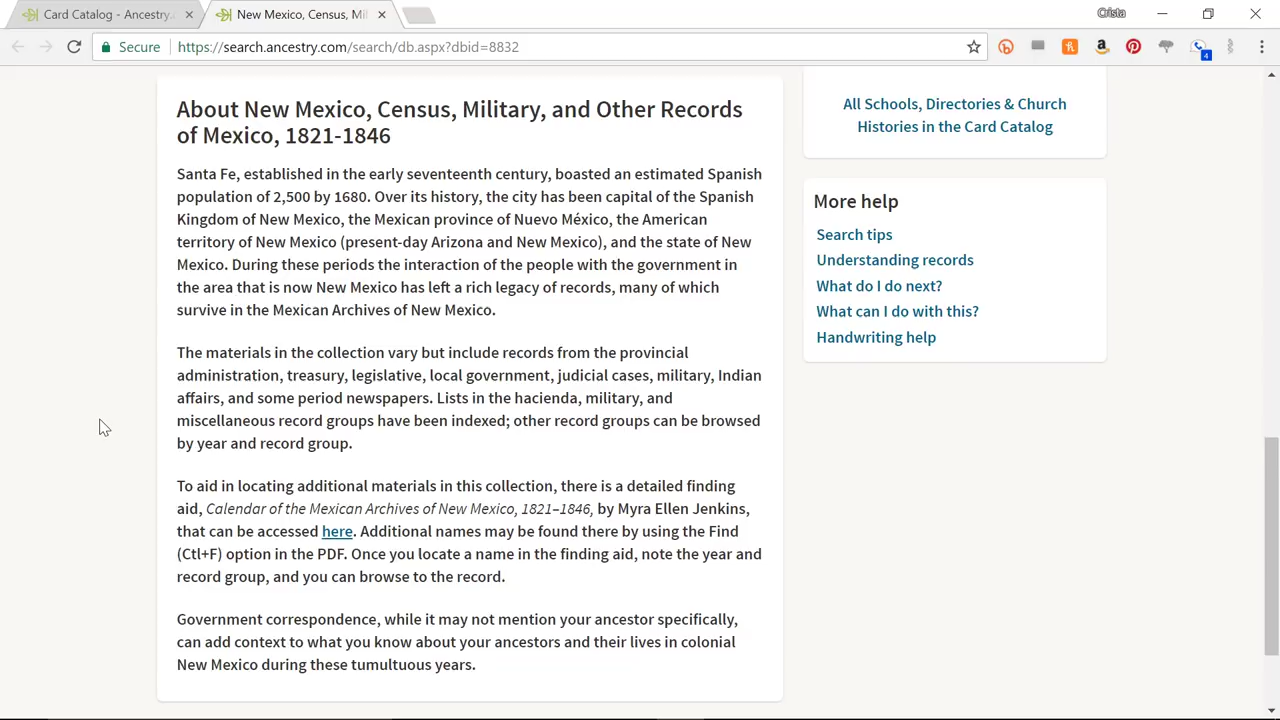 Card Catalog - Ancestry.
New Mexico, Census, Mil
Crista
Secure
https://search.ancestry.com/search/db.aspx?dbid=8832
4
About New Mexico, Census, Military, and Other Records
of Mexico, 1821-1846
Santa Fe, established in the early seventeenth century, boasted an estimated Spanish
population of 2,500 by 1680. Over its history, the city has been capital of the Spanish
Kingdom of New Mexico, the Mexican province of Nuevo México, the American
territory of New Mexico (present-day Arizona and New Mexico), and the state of New
Mexico. During these periods the interaction of the people with the government in
the area that is now New Mexico has left a rich legacy of records, many of which
survive in the Mexican Archives of New Mexico.
The materials in the collection vary but include records from the provincial
administration, treasury, legislative, local government, judicial cases, military, Indian
affairs, and some period newspapers. Lists in the hacienda, military, and
miscellaneous record groups have been indexed; other record groups can be browsed
by year and record group.
To aid in locating additional materials in this collection, there is a detailed finding
aid, Calendar of the Mexican Archives of New Mexico, 1821–1846, by Myra Ellen Jenkins,
that can be accessed here. Additional names may be found there by using the Find
(Ctl+F) option in the PDF. Once you locate a name in the finding aid, note the year and
record group, and you can browse to the record.
Government correspondence, while it may not mention your ancestor specifically,
can add context to what you know about your ancestors and their lives in colonial
New Mexico during these tumultuous years.
All Schools, Directories & Church
Histories in the Card Catalog
More help
Search tips
Understanding records
What do I do next?
What can I do with this?
Handwriting help